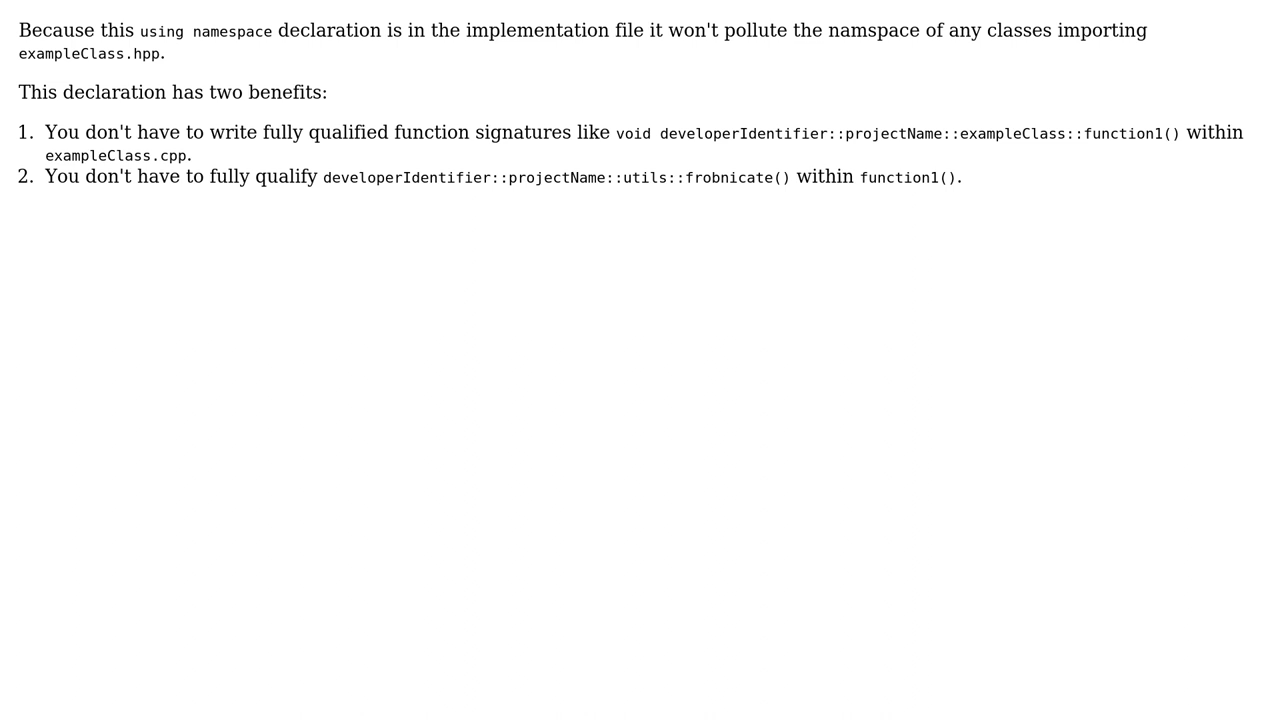 Because this using namespace declaration is in the implementation file it won't pollute the namspace of any classes importing
exampleClass.hpp.
This declaration has two benefits:
1. You don't have to write fully qualified function signatures like void developerIdentifier::projectName::exampleClass::function1() within
exampleClass.cpp.
2. You don't have to fully qualify developerIdentifier::projectName::utils::frobnicate() within function1().